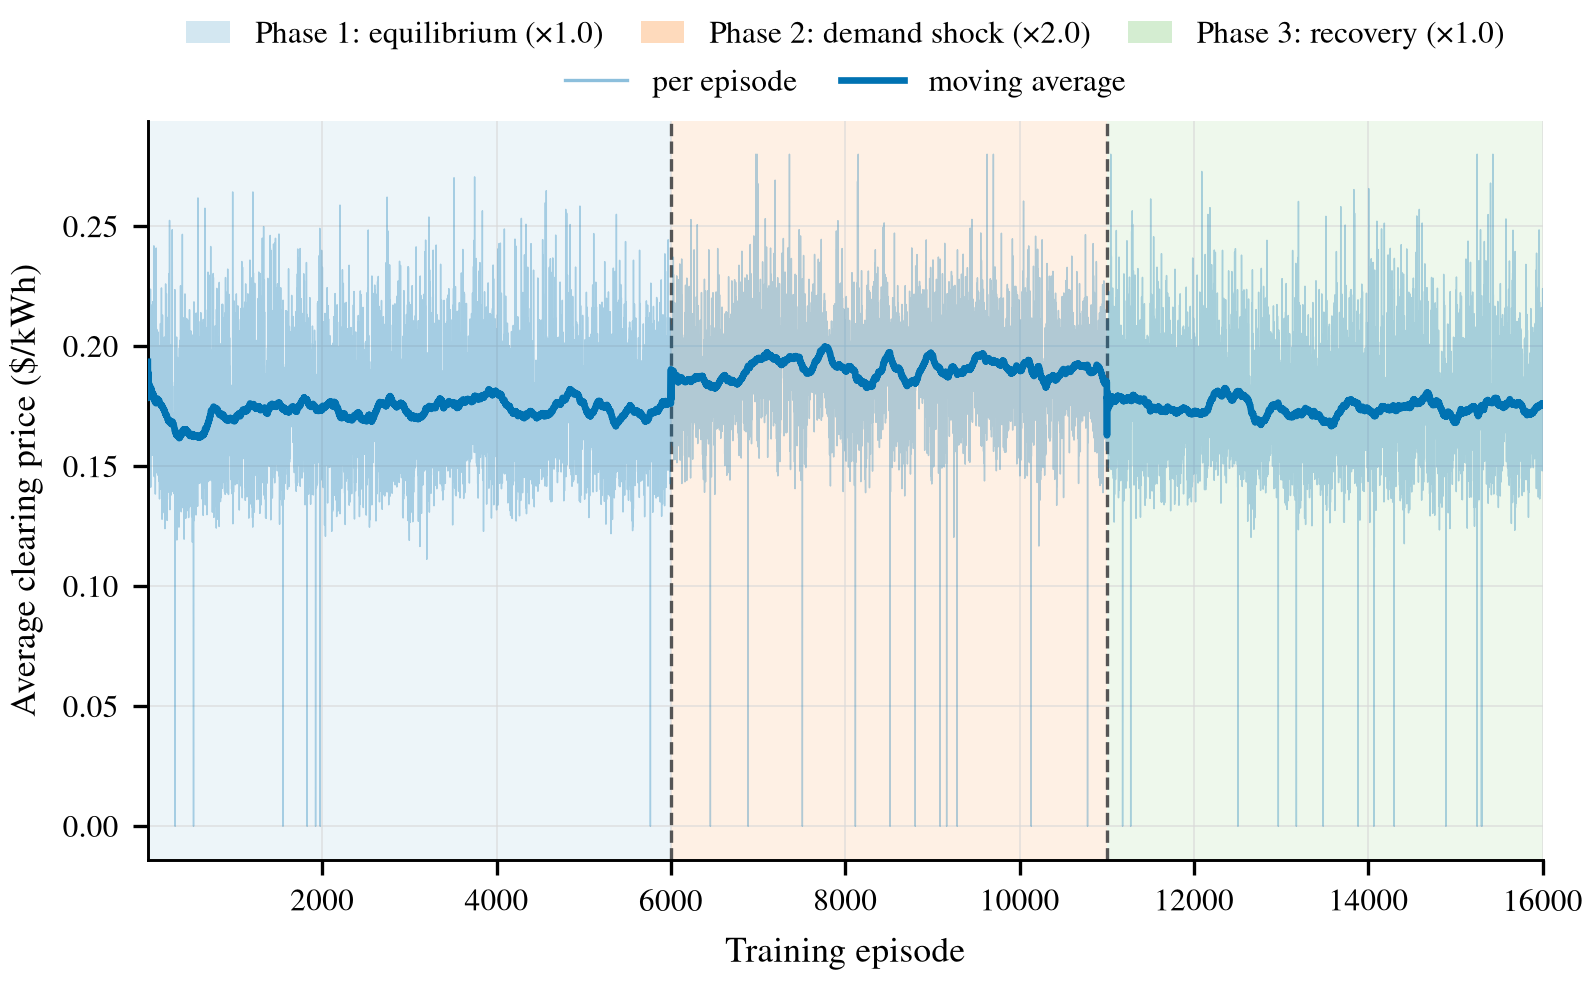 Phase 1: equilibrium (×1.0) Phase 2: demand shock (×2.0) Phase 3: recovery (×1.0)
per episode moving average
Average clearing price ($/kWh)
0.25
0.20
0.15
0.10
0.05
0.00
2000 4000 6000 8000 10000 12000 14000 16000
Training episode